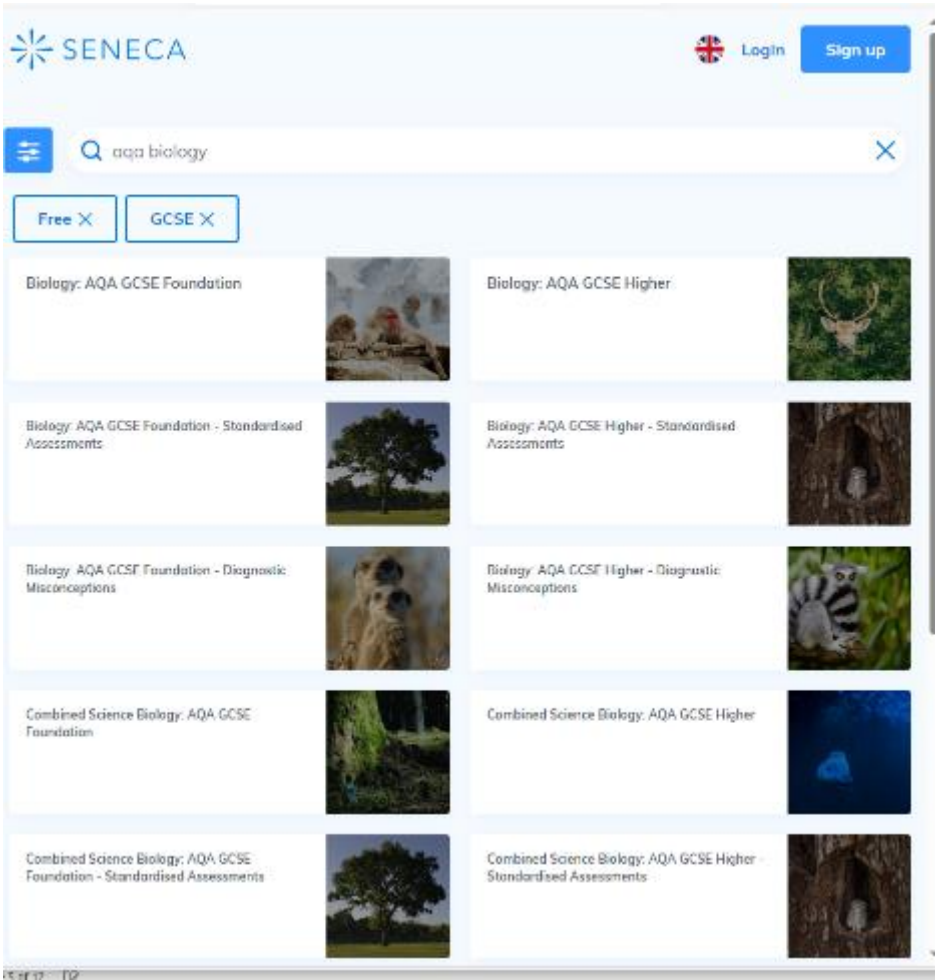 SENECA
Login
Sign up
aqa biology
Free
GCSE
Biology: AQA GCSE Foundation
Biology: AQA GCSE Higher
Biology: AQA GCSE Foundation - Standardised
Assessments
Biology: AQA GCSE Higher - Standardised
Assessments
Biology: AQA GCSE Foundation - Diagnostic
Misconceptions
Biology: AQA GCSE Higher - Diagnostic
Misconceptions
Combined Science Biology: AQA GCSE
Foundation
Combined Science Biology: AQA GCSE Higher
Combined Science Biology: AQA GCSE
Foundation - Standardised Assessments
Combined Science Biology: AQA GCSE Higher -
Standardised Assessments